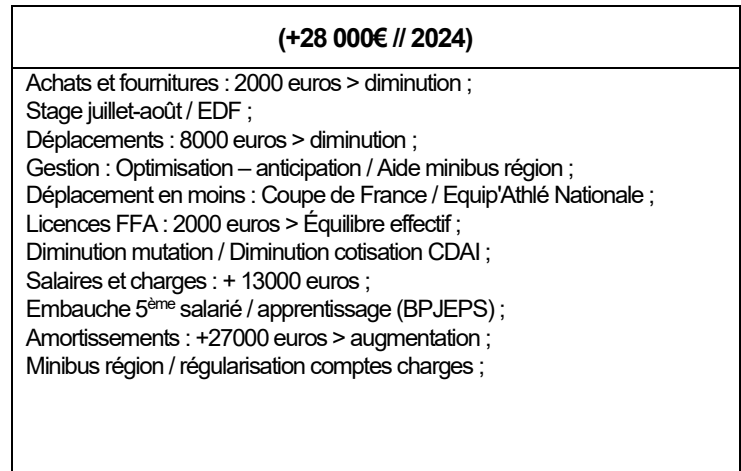 (+28 000€ // 2024)
Achats et fournitures : 2000 euros > diminution ;
Stage juillet-août / EDF ;
Déplacements : 8000 euros > diminution ;
Gestion : Optimisation – anticipation / Aide minibus région ;
Déplacement en moins : Coupe de France / Equip'Athlé Nationale ;
Licences FFA : 2000 euros > Équilibre effectif ;
Diminution mutation / Diminution cotisation CDAI ;
Salaires et charges : + 13000 euros ;
Embauche 5ème salarié / apprentissage (BPJEPS) ;
Amortissements : +27000 euros > augmentation ;
Minibus région / régularisation comptes charges ;